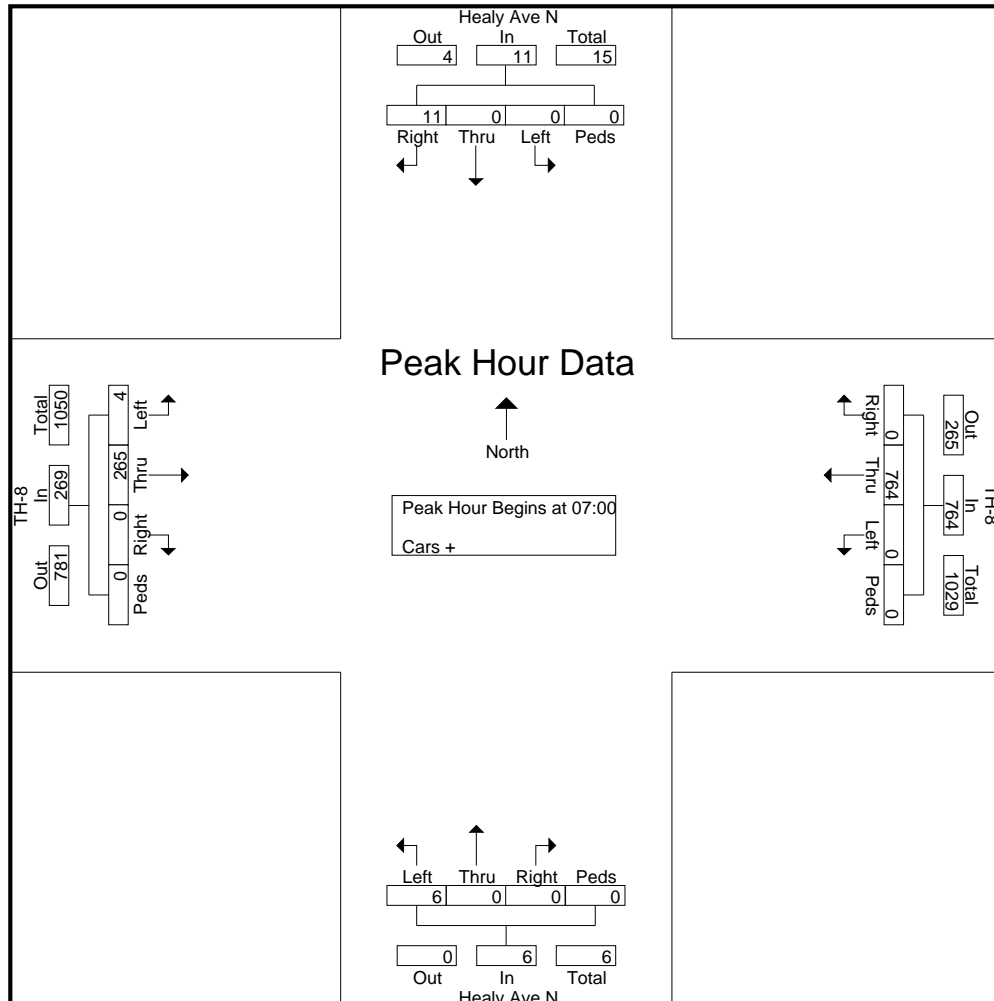 Healy Ave N
Out In Total
4 11 15
11 0 0 0
Right Thru Left Peds
Peak Hour Data
North
Peak Hour Begins at 07:00
Cars +
TH-8
Total In Out
1050 269 781
4 265 0 0
Left Thru Right Peds
Right Thru Left Peds
0 764 0 0
Out In Total
265 764 1029
TH-8
Left Thru Right Peds
6 0 0 0
0 6 6
Out In Total
Healy Ave N